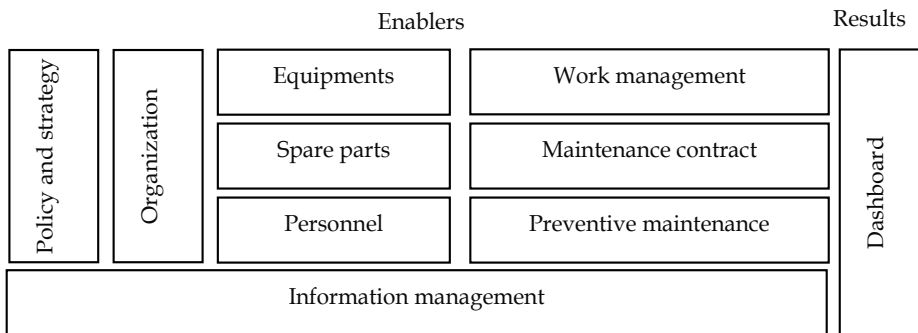 Enablers
Results
Policy and strategy
Organization
Equipments
Work management
Spare parts
Maintenance contract
Personnel
Preventive maintenance
Dashboard
Information management